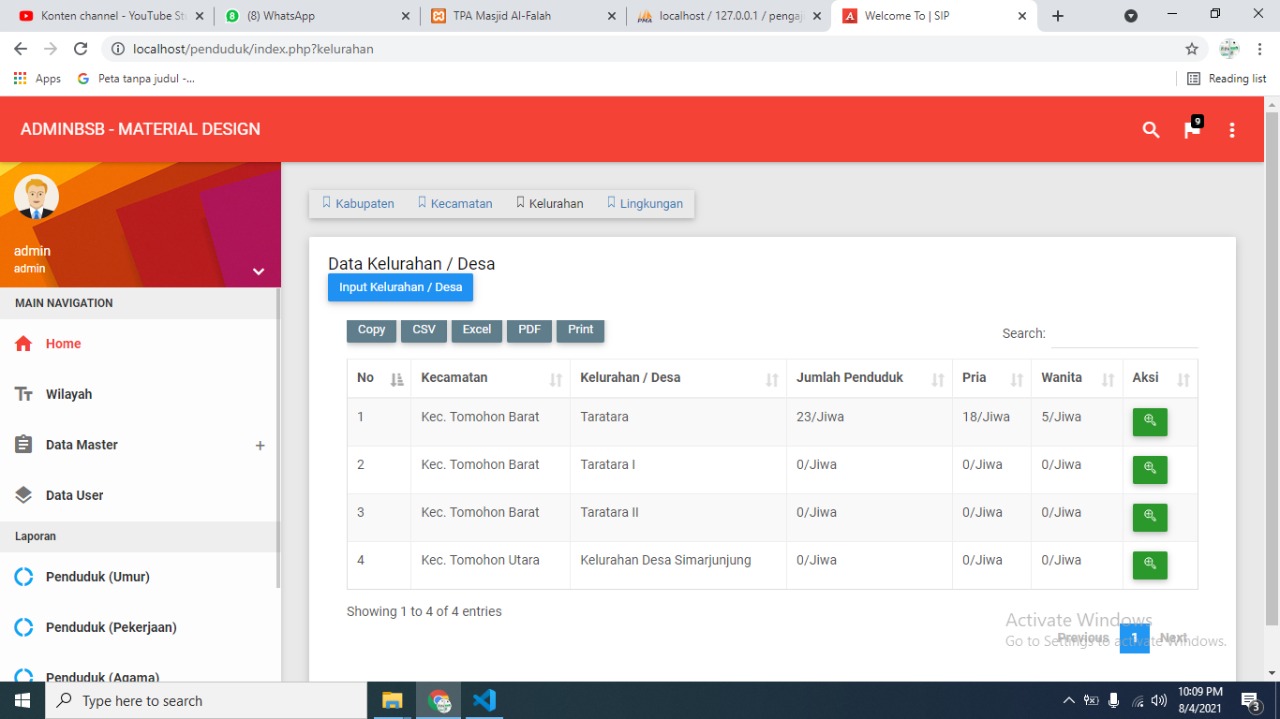 Konten channel - YouTube St
(8) WhatsApp
TPA Masjid Al-Falah
localhost / 127.0.0.1 / pengaj
Welcome To | SIP
localhost/penduduk/index.php?kelurahan
Apps
Peta tanpa judul -...
Reading list
ADMINBSB - MATERIAL DESIGN
9
admin
admin
MAIN NAVIGATION
Home
Wilayah
Data Master +
Data User
Laporan
Penduduk (Umur)
Penduduk (Pekerjaan)
Penduduk (Agama)
Kabupaten Kecamatan Kelurahan Lingkungan
Data Kelurahan / Desa
Input Kelurahan / Desa
Copy CSV Excel PDF Print
Search:
No Kecamatan Kelurahan / Desa Jumlah Penduduk Pria Wanita Aksi
1 Kec. Tomohon Barat Taratara 23/Jiwa 18/Jiwa 5/Jiwa
2 Kec. Tomohon Barat Taratara I 0/Jiwa 0/Jiwa 0/Jiwa
3 Kec. Tomohon Barat Taratara II 0/Jiwa 0/Jiwa 0/Jiwa
4 Kec. Tomohon Utara Kelurahan Desa Simarjunjung 0/Jiwa 0/Jiwa 0/Jiwa
Showing 1 to 4 of 4 entries
Previous 1 Next
Activate Windows
Go to Settings to activate Windows.
Type here to search
10:09 PM
8/4/2021
3